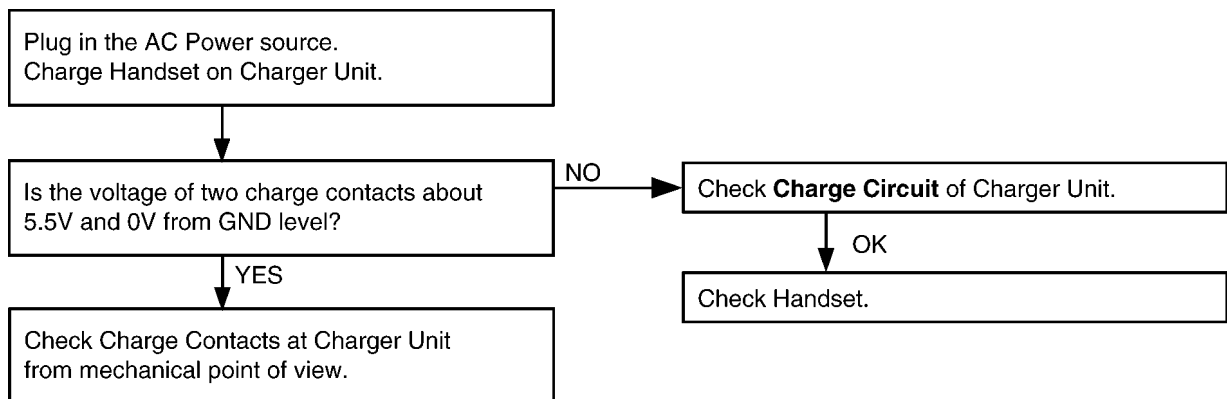 Plug in the AC Power source.
Charge Handset on Charger Unit.
Is the voltage of two charge contacts about
5.5V and 0V from GND level?
NO
Check Charge Circuit of Charger Unit.
OK
Check Handset.
YES
Check Charge Contacts at Charger Unit
from mechanical point of view.